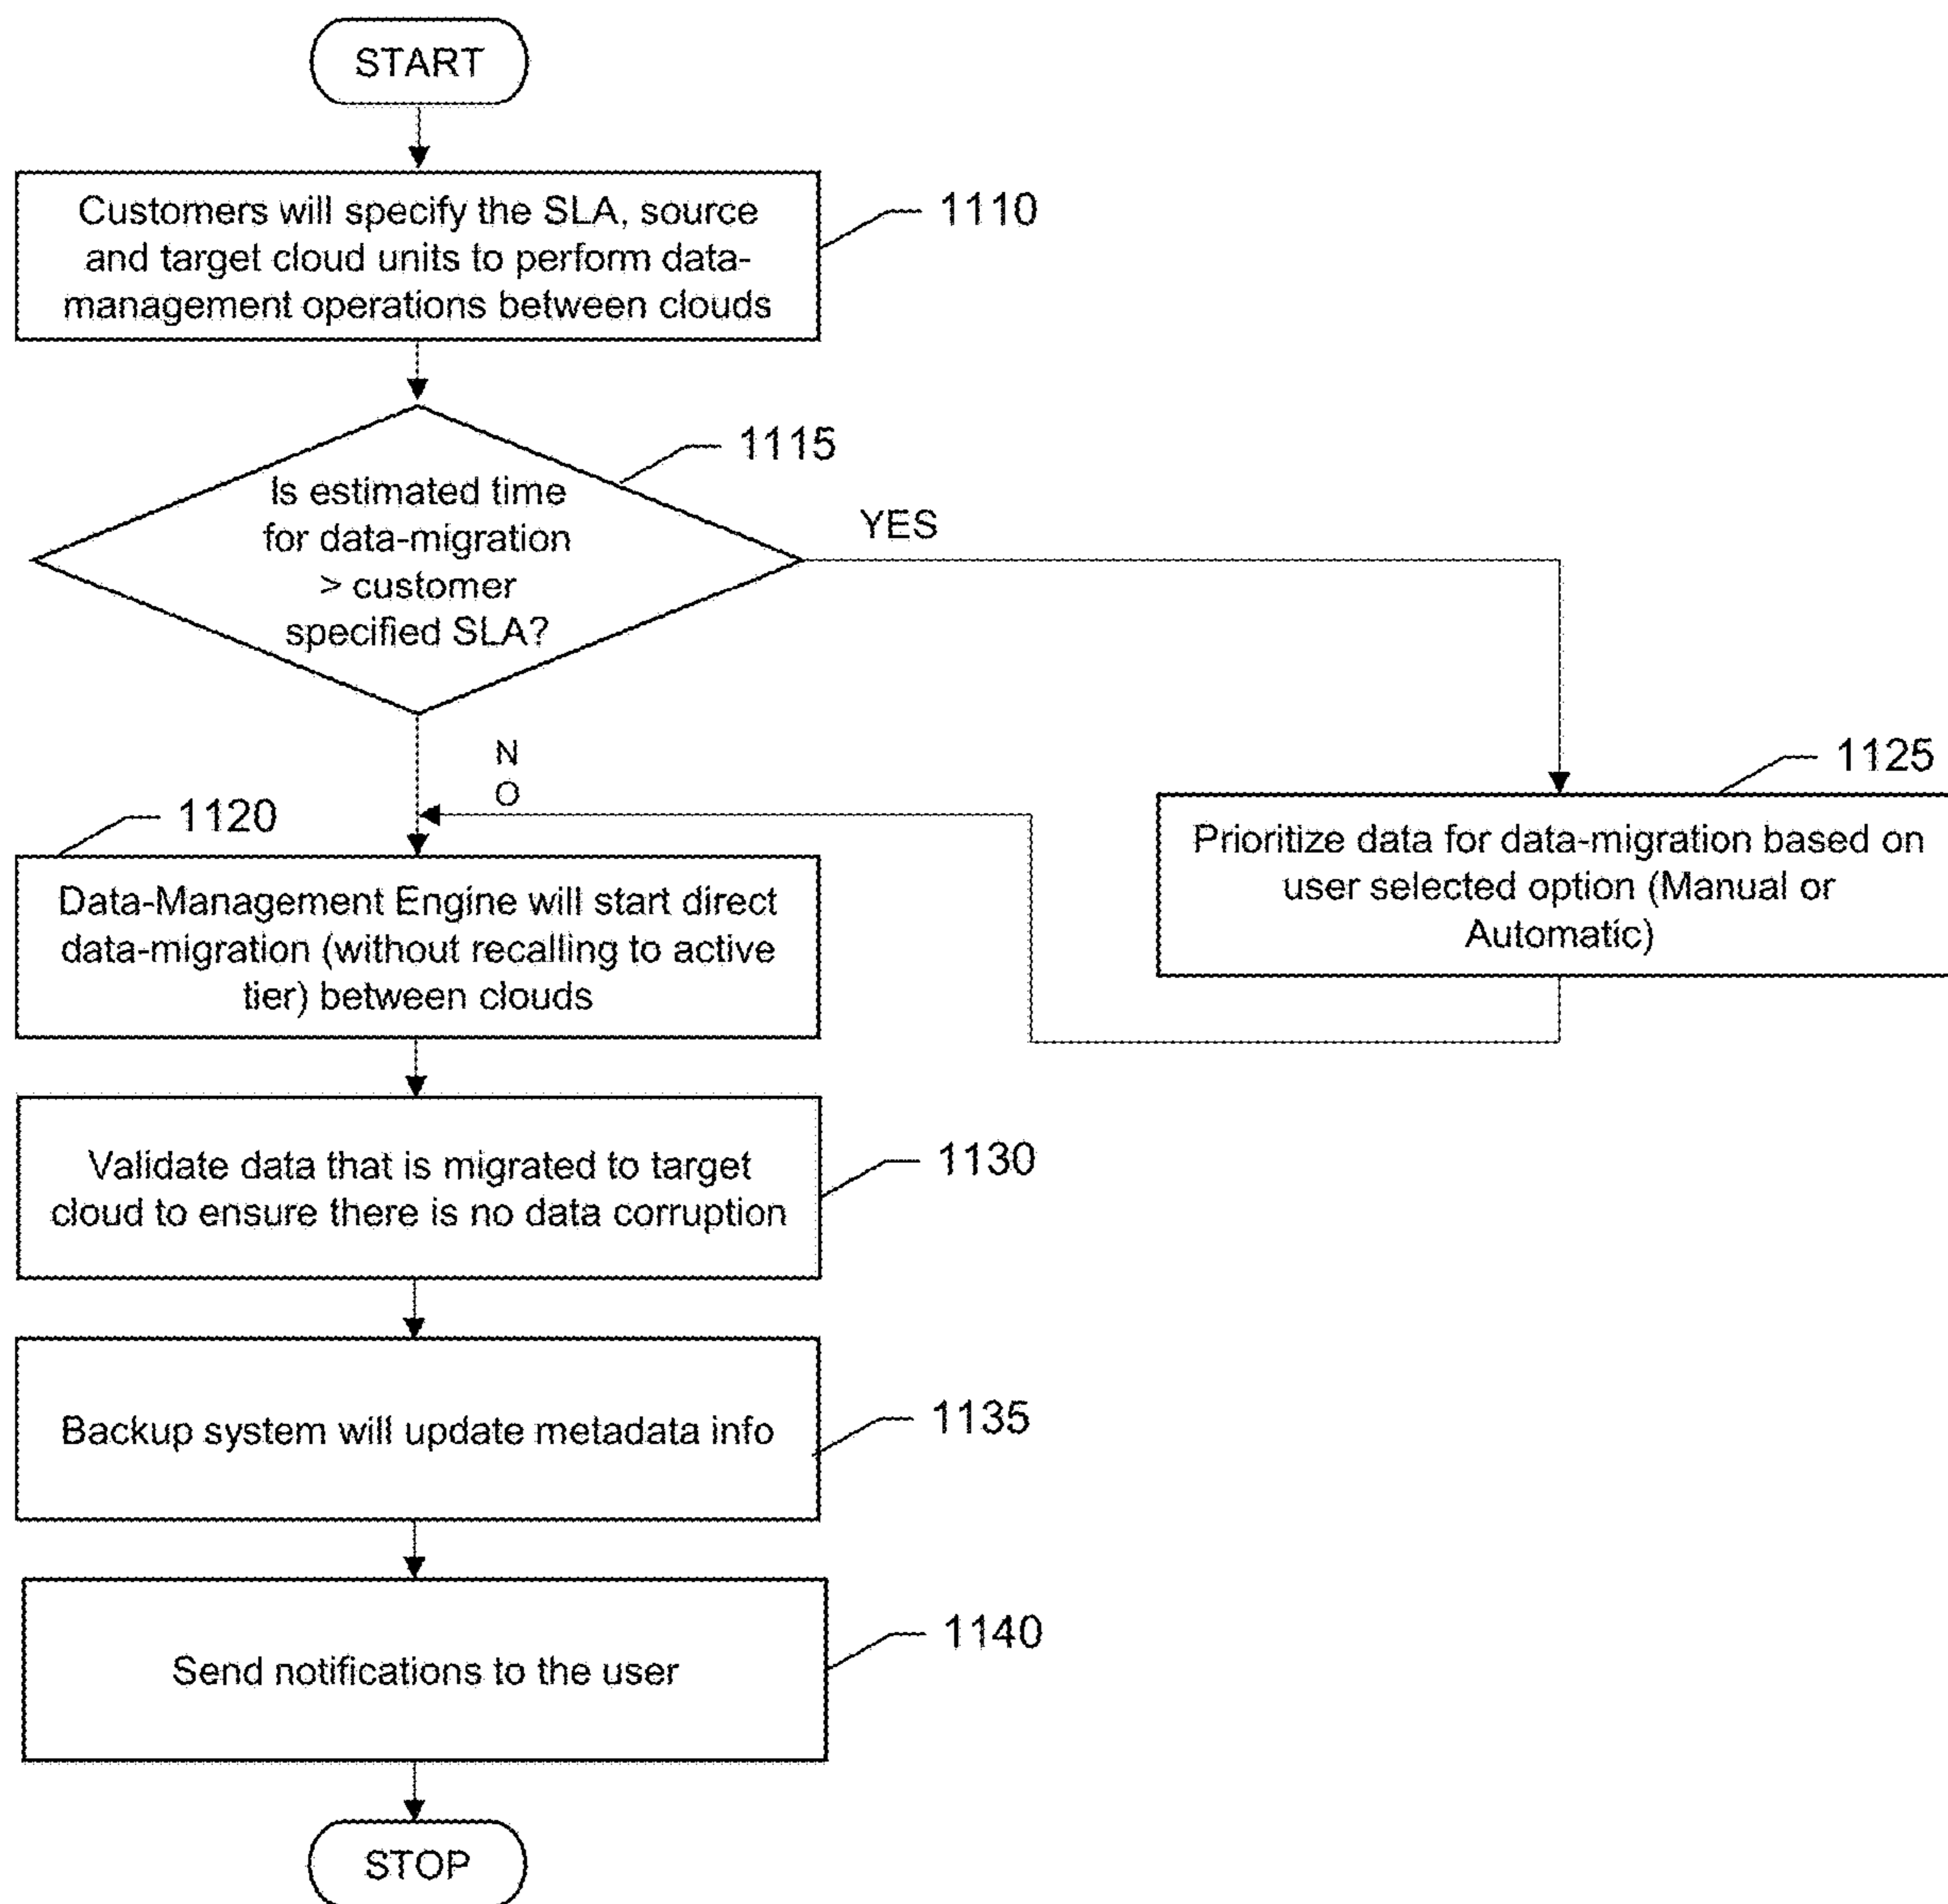 START
Customers will specify the SLA, source
and target cloud units to perform data-
management operations between clouds
1110
1115
Is estimated time
for data-migration
> customer
specified SLA?
YES
N
O
1125
Prioritize data for data-migration based on
user selected option (Manual or
Automatic)
1120
Data-Management Engine will start direct
data-migration (without recalling to active
tier) between clouds
1130
Validate data that is migrated to target
cloud to ensure there is no data corruption
1135
Backup system will update metadata info
1140
Send notifications to the user
STOP